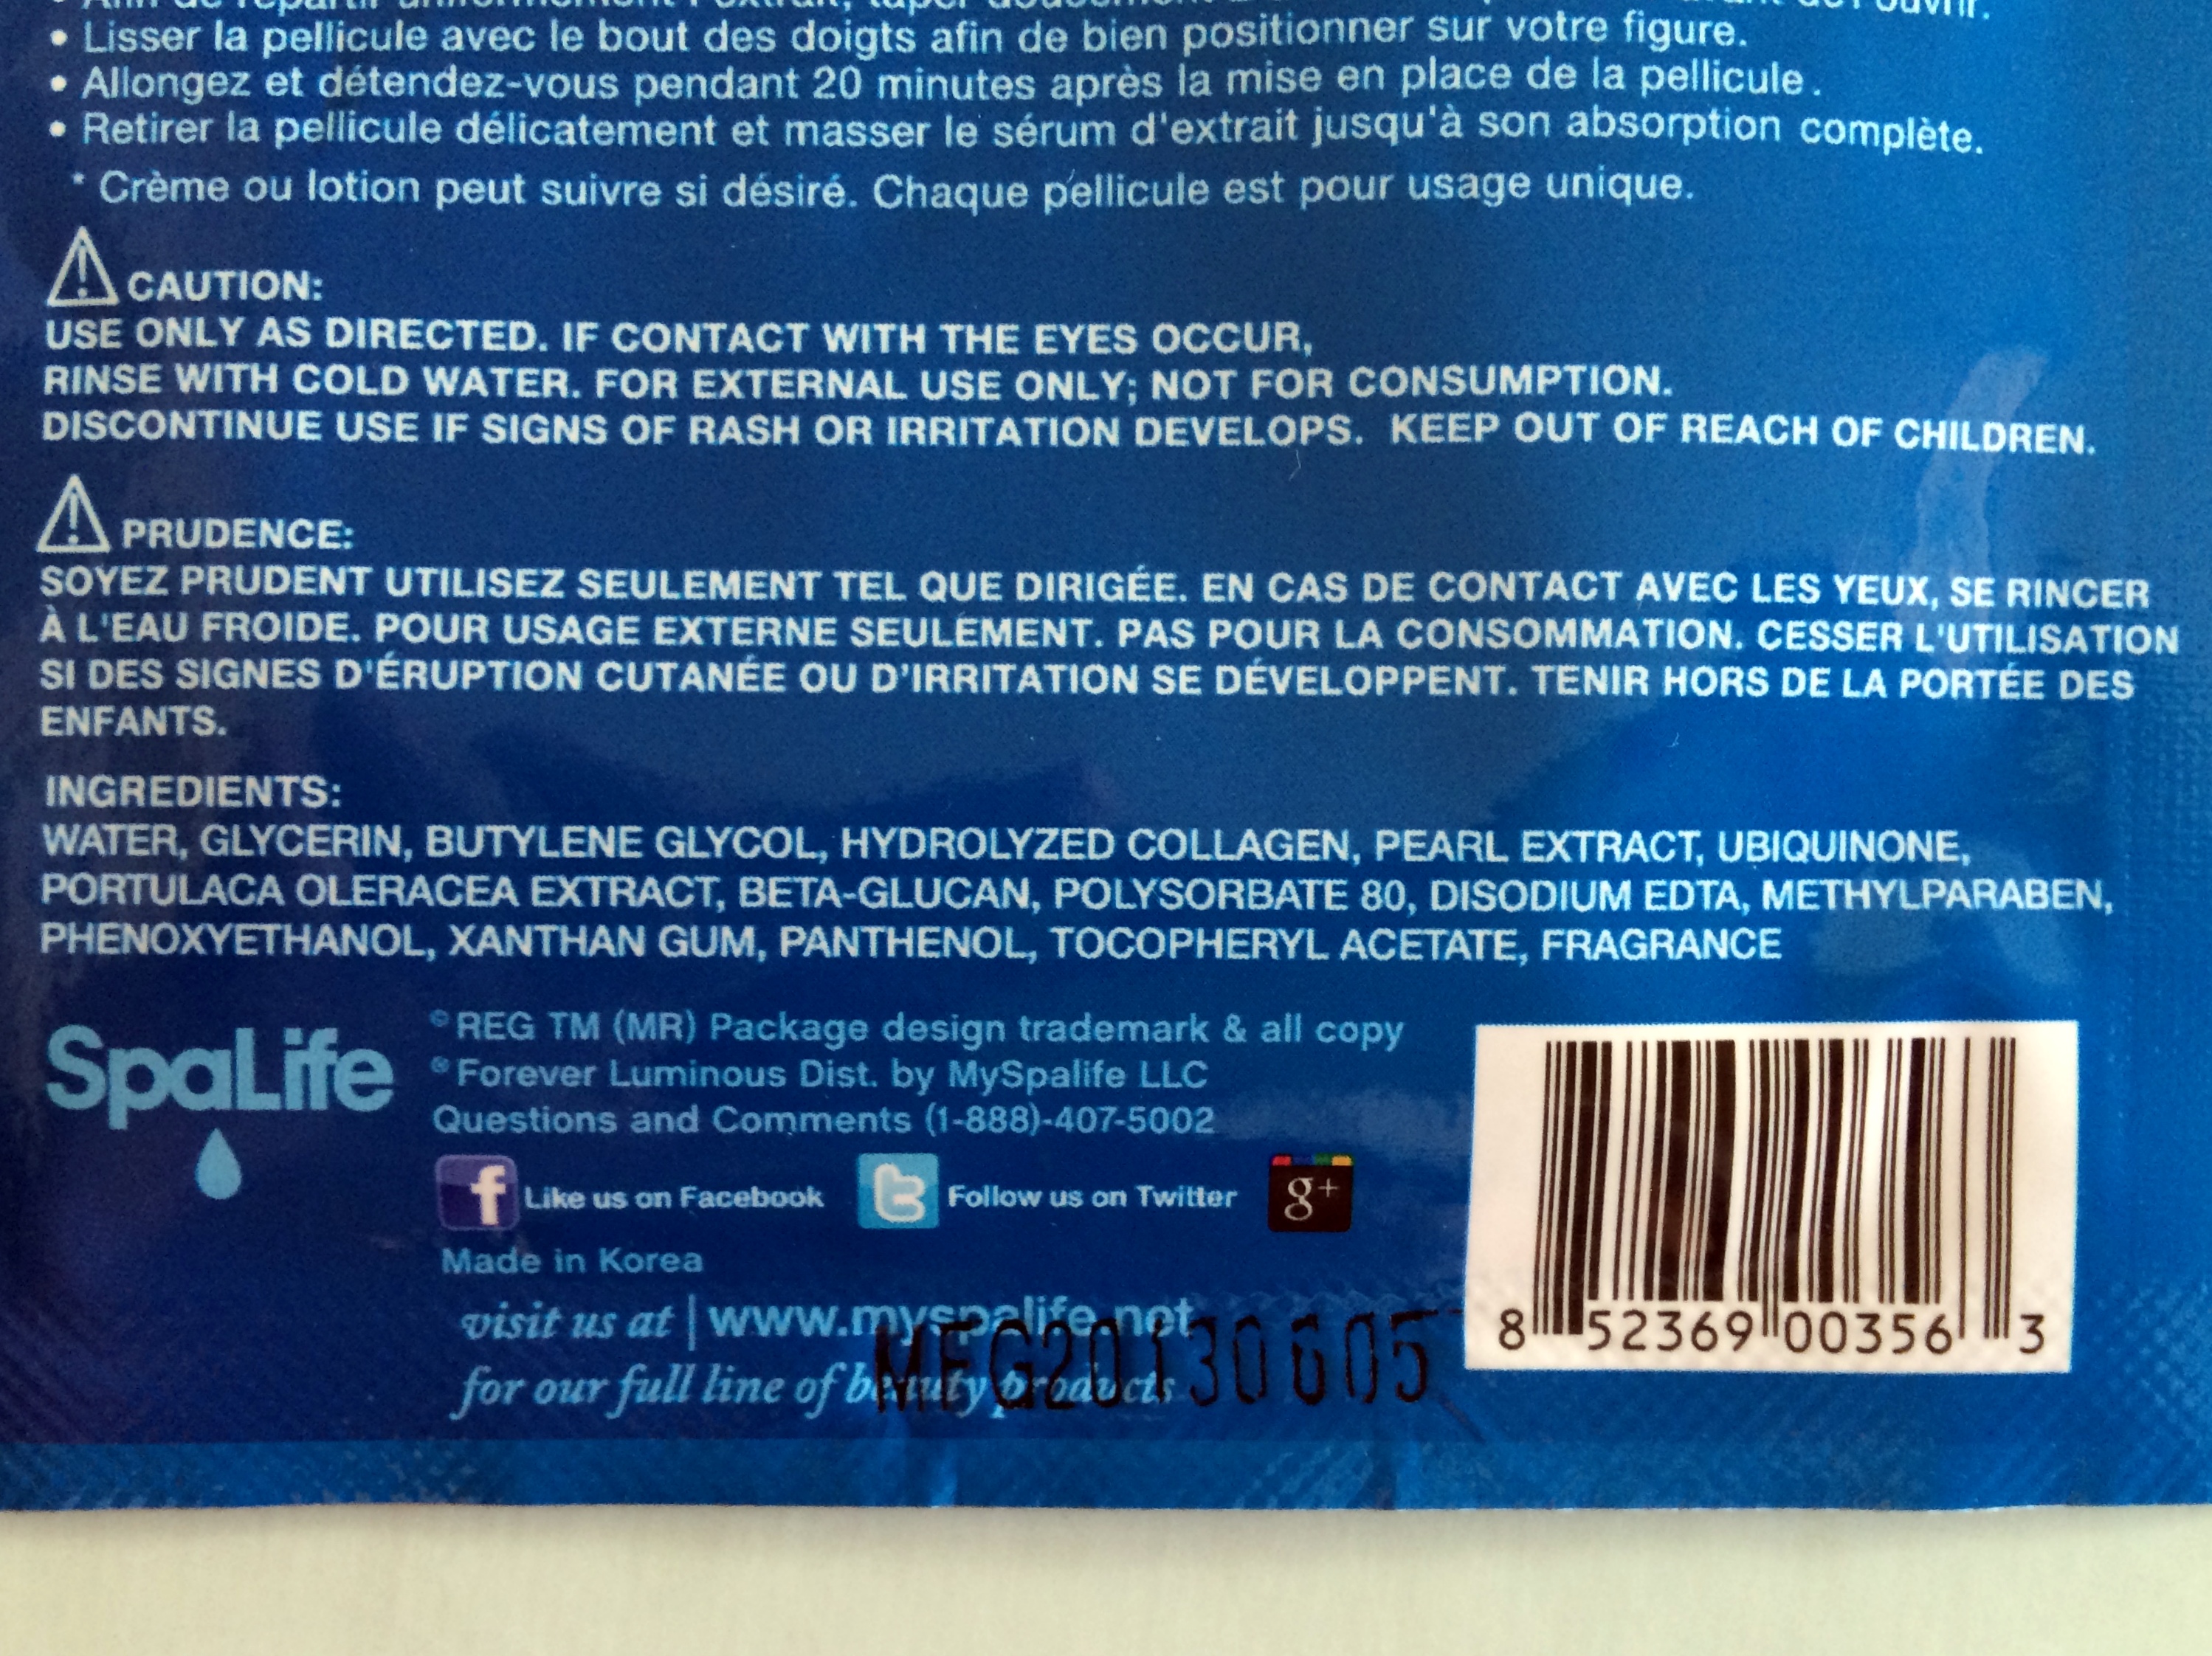 • Lisser la pellicule avec le bout des doigts afin de bien positionner sur votre figure.
• Allongez et détendez-vous pendant 20 minutes après la mise en place de la pellicule.
• Retirer la pellicule délicatement et masser le sérum d'extrait jusqu'à son absorption complète.
* Crème ou lotion peut suivre si désiré. Chaque pellicule est pour usage unique.
CAUTION:
USE ONLY AS DIRECTED. IF CONTACT WITH THE EYES OCCUR,
RINSE WITH COLD WATER. FOR EXTERNAL USE ONLY; NOT FOR CONSUMPTION.
DISCONTINUE USE IF SIGNS OF RASH OR IRRITATION DEVELOPS. KEEP OUT OF REACH OF CHILDREN.
PRUDENCE:
SOYEZ PRUDENT UTILISEZ SEULEMENT TEL QUE DIRIGÉE. EN CAS DE CONTACT AVEC LES YEUX, SE RINCER
À L'EAU FROIDE. POUR USAGE EXTERNE SEULEMENT. PAS POUR LA CONSOMMATION. CESSER L'UTILISATION
SI DES SIGNES D'ÉRUPTION CUTANÉE OU D'IRRITATION SE DÉVELOPPENT. TENIR HORS DE LA PORTÉE DES
ENFANTS.
INGREDIENTS:
WATER, GLYCERIN, BUTYLENE GLYCOL, HYDROLYZED COLLAGEN, PEARL EXTRACT, UBIQUINONE,
PORTULACA OLERACEA EXTRACT, BETA-GLUCAN, POLYSORBATE 80, DISODIUM EDTA, METHYLPARABEN,
PHENOXYETHANOL, XANTHAN GUM, PANTHENOL, TOCOPHERYL ACETATE, FRAGRANCE
SpaLife
©REG TM (MR) Package design trademark & all copy
®Forever Luminous Dist. by MySpalife LLC
Questions and Comments (1-888)-407-5002
f Like us on Facebook t Follow us on Twitter g+
Made in Korea
visit us at | www.myspalife.net
for our full line of beauty products
MFG20130605
8 52369 00356 3